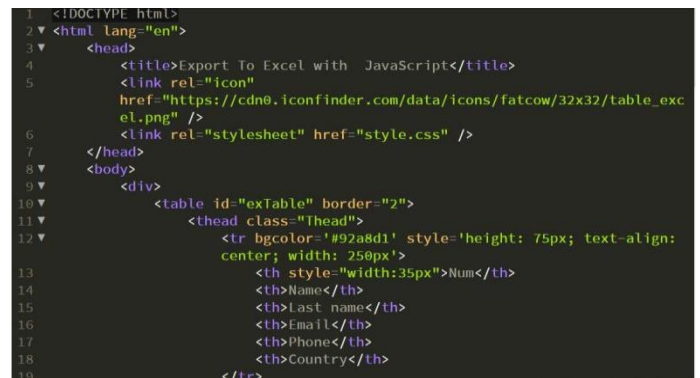 1 <!DOCTYPE html>
2 ▼ <html lang="en">
3 ▼ <head>
4 <title>Export To Excel with  JavaScript</title>
5 <link rel="icon"
href="https://cdn0.iconfinder.com/data/icons/fatcow/32x32/table_exc
el.png" />
6 <link rel="stylesheet" href="style.css" />
7 </head>
8 ▼ <body>
9 ▼ <div>
10 ▼ <table id="exTable" border="2">
11 ▼ <thead class="Thead">
12 ▼ <tr bgcolor='#92a8d1' style='height: 75px; text-align:
center; width: 250px'>
13 <th style="width:35px">Num</th>
14 <th>Name</th>
15 <th>Last name</th>
16 <th>Email</th>
17 <th>Phone</th>
18 <th>Country</th>
19 </tr>